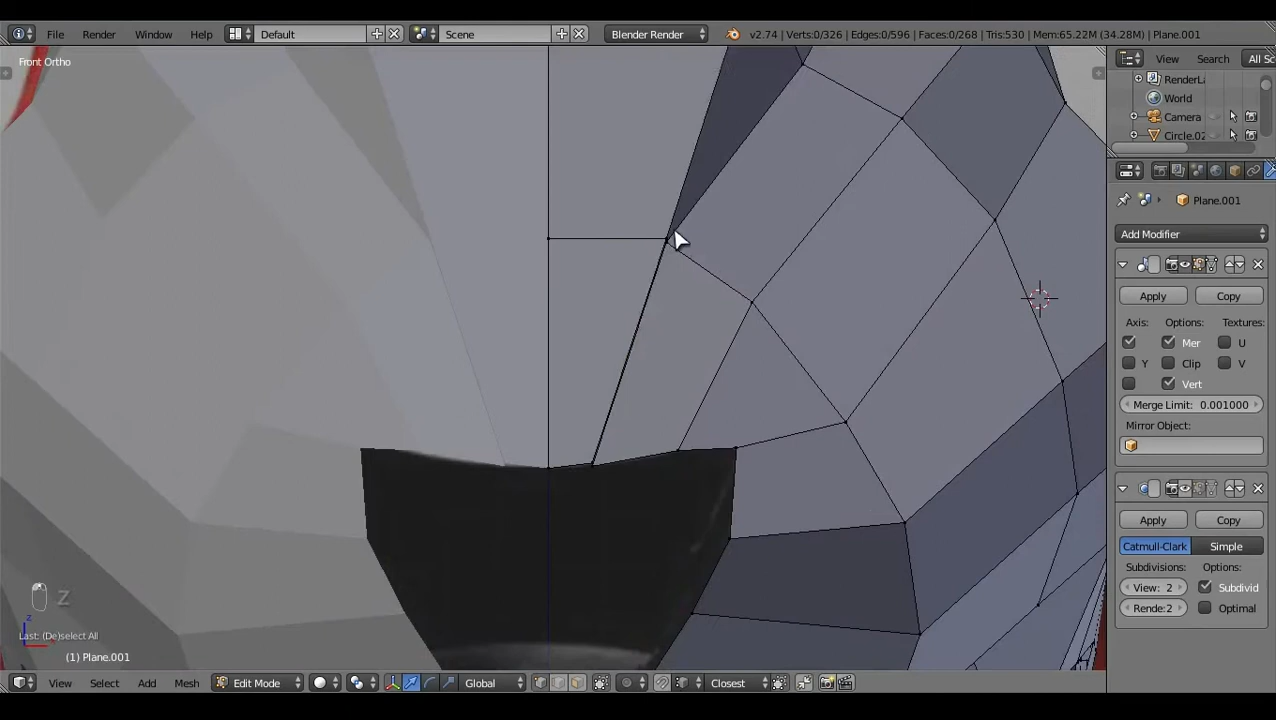 File Render Window Help Default Scene Blender Render v2.74 | Verts:0/326 | Edges:0/596 | Faces:0/268 | Tris:530 | Mem:65.22M (34.28M) | Plane.001
Front Ortho
View Search All Sc
RenderLa
World
Camera
Circle.02
Plane.001
Add Modifier
Apply Copy
Axis: Options: Textures:
Mer U
Y Clip V
Vert
Merge Limit: 0.001000
Mirror Object:
Apply Copy
Catmull-Clark Simple
Subdivisions: Options:
View: 2 Subdivid
Rende:2 Optimal
Z
z
Last: (De)select All
(1) Plane.001
View Select Add Mesh Edit Mode Global Closest